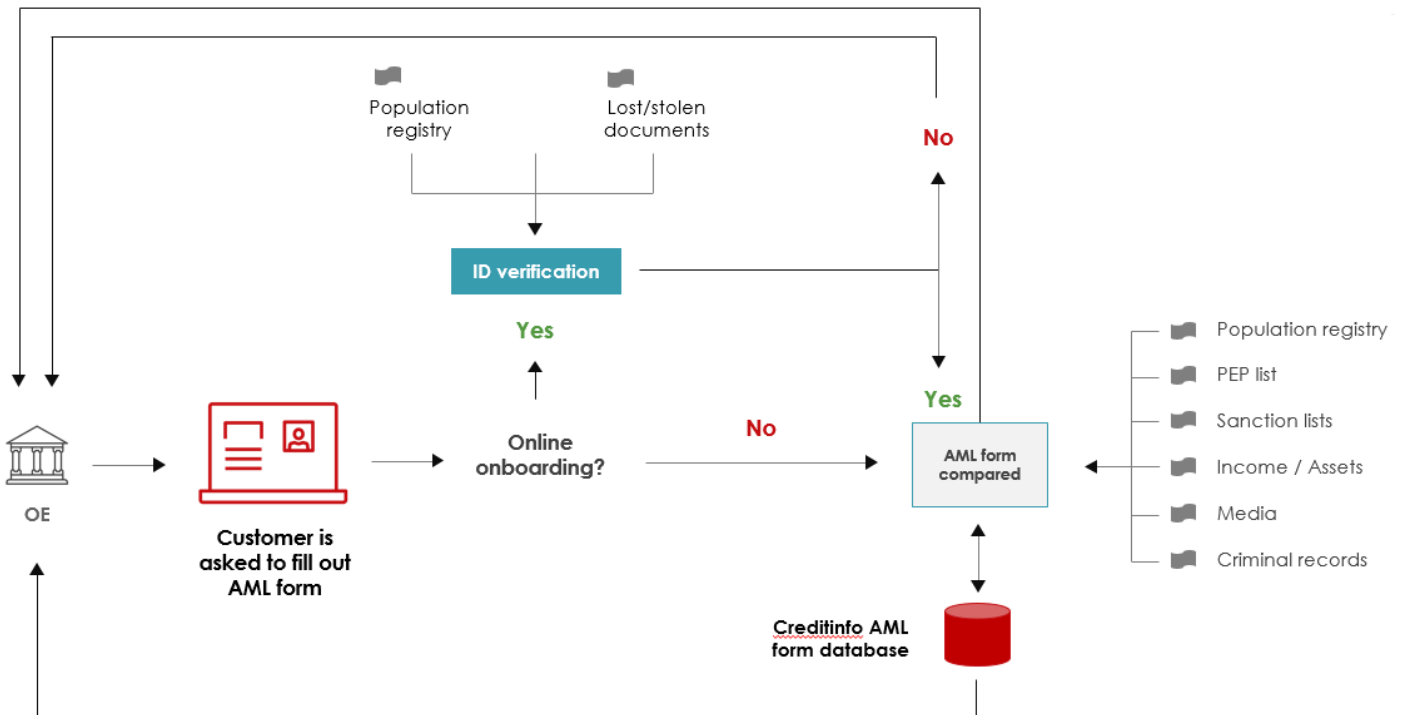 Population
registry
Lost/stolen
documents
No
ID verification
Yes
Population registry
PEP list
Yes
Sanction lists
No
Online
onboarding?
AML form
compared
Income / Assets
OE
Media
Customer is
asked to fill out
AML form
Criminal records
Creditinfo AML
form database